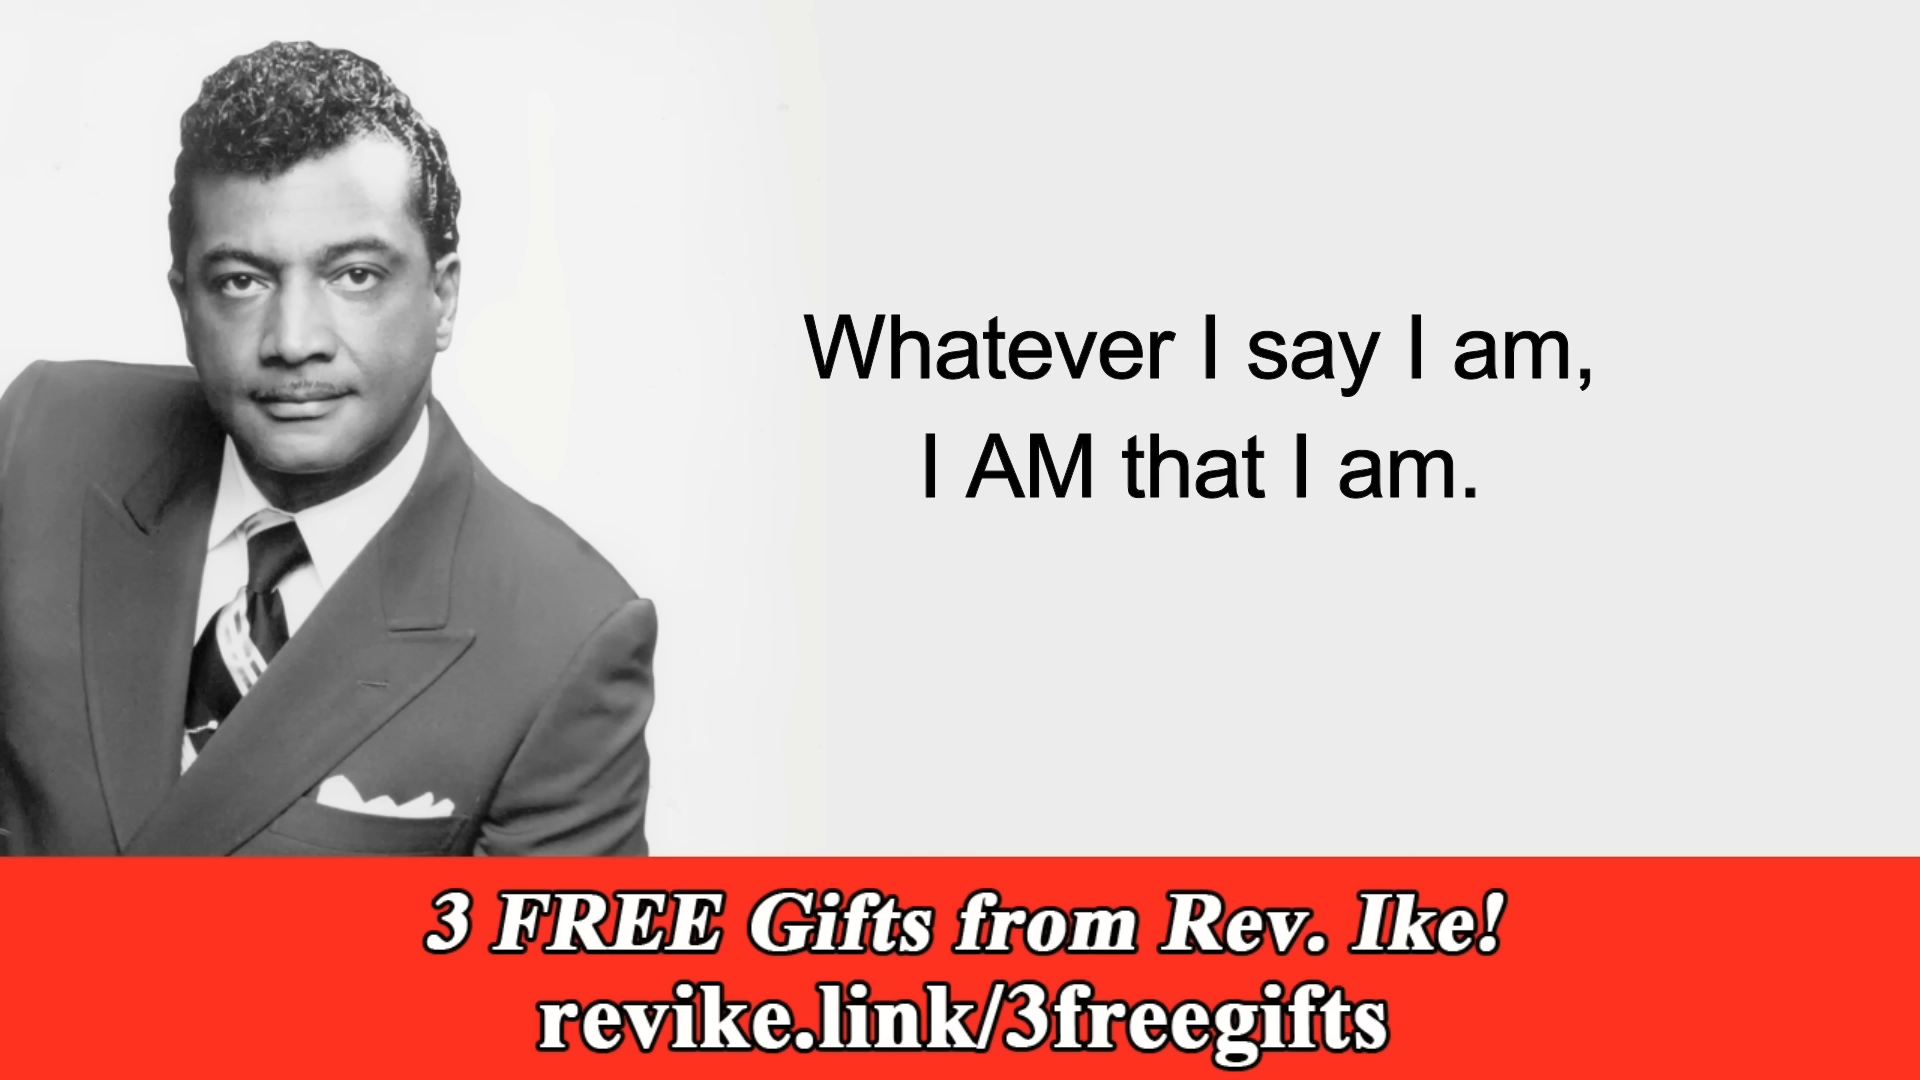 Whatever I say I am,
I AM that I am.
3 FREE Gifts from Rev. Ike!
revike.link/3freegifts